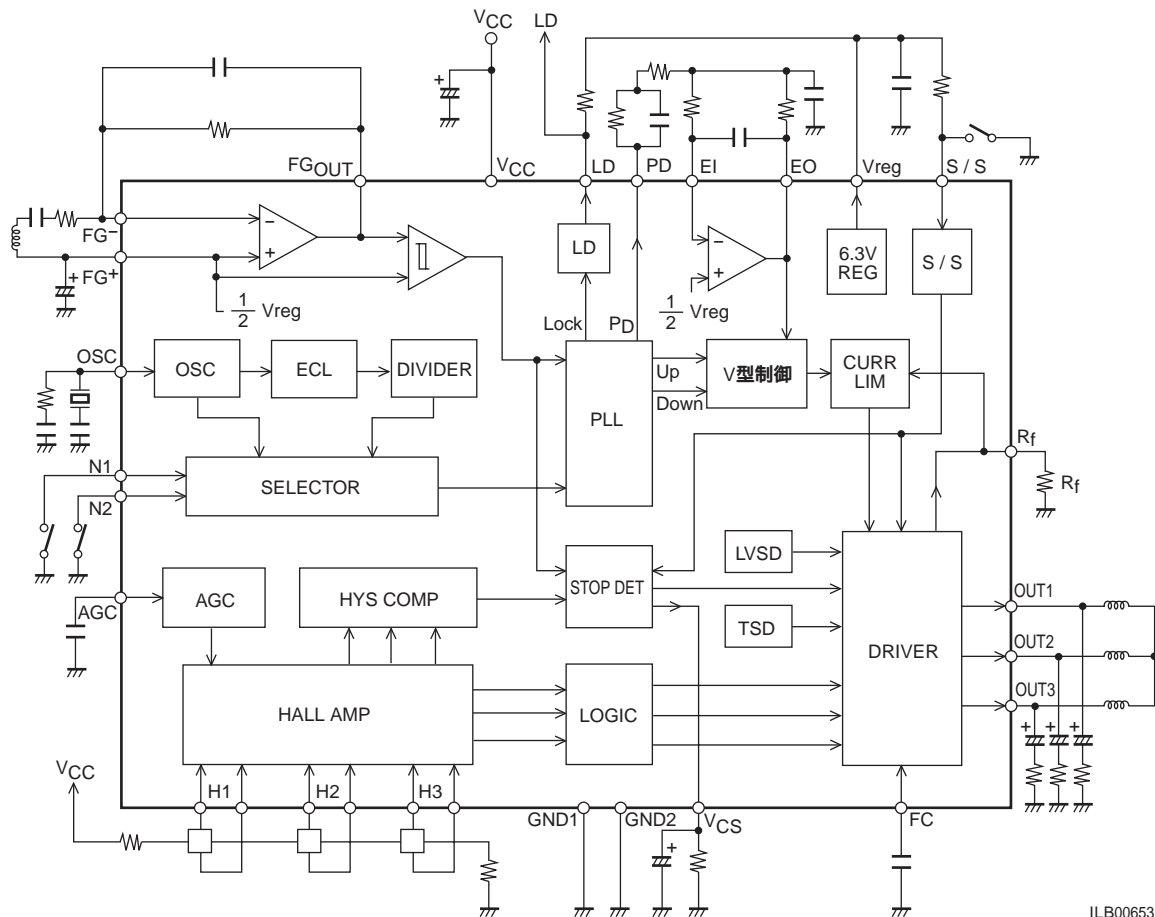 VCC
LD
+
FGOUT
VCC
LD
PD
EI
EO
Vreg
S / S
FG–
–
+
+
FG+
1/2 Vreg
LD
–
+
1/2 Vreg
6.3V
REG
S / S
Lock
PD
OSC
OSC
ECL
DIVIDER
PLL
Up
Down
V型制御
CURR
LIM
N1
N2
SELECTOR
Rf
Rf
AGC
AGC
HYS COMP
STOP DET
LVSD
TSD
DRIVER
OUT1
OUT2
OUT3
HALL AMP
LOGIC
+ + +
VCC
H1
H2
H3
GND1
GND2
VCS
FC
+
ILB00653